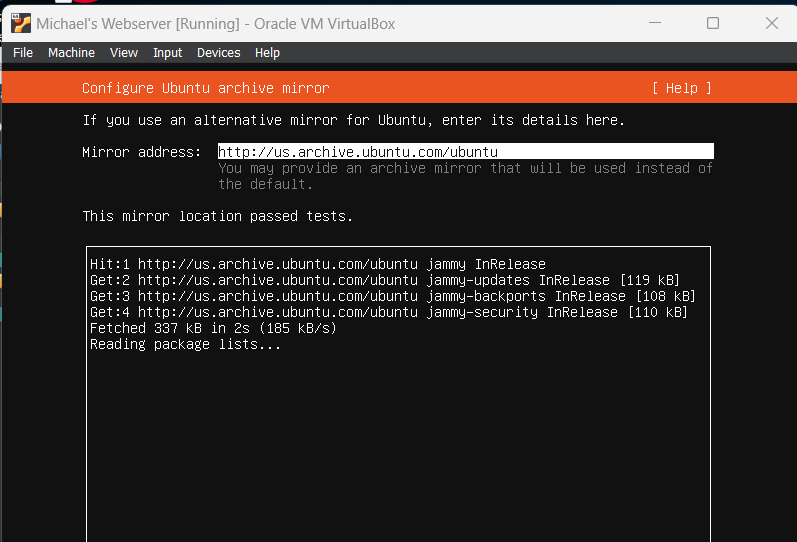 Michael's Webserver [Running] - Oracle VM VirtualBox
File Machine View Input Devices Help
Configure Ubuntu archive mirror [ Help ]
If you use an alternative mirror for Ubuntu, enter its details here.
Mirror address: http://us.archive.ubuntu.com/ubuntu
You may provide an archive mirror that will be used instead of
the default.
This mirror location passed tests.
Hit:1 http://us.archive.ubuntu.com/ubuntu jammy InRelease
Get:2 http://us.archive.ubuntu.com/ubuntu jammy-updates InRelease [119 kB]
Get:3 http://us.archive.ubuntu.com/ubuntu jammy-backports InRelease [108 kB]
Get:4 http://us.archive.ubuntu.com/ubuntu jammy-security InRelease [110 kB]
Fetched 337 kB in 2s (185 kB/s)
Reading package lists...